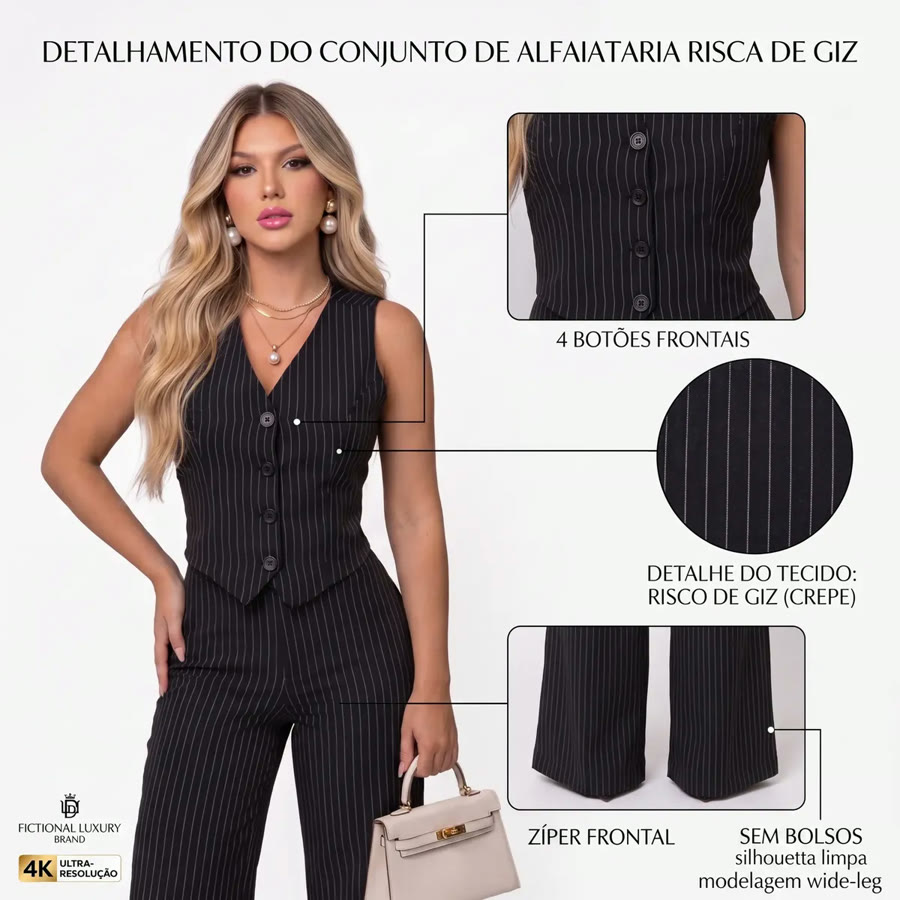 DETALHAMENTO DO CONJUNTO DE ALFAIATARIA RISCA DE GIZ
4 BOTÕES FRONTAIS
DETALHE DO TECIDO:
RISCO DE GIZ (CREPE)
ZÍPER FRONTAL
SEM BOLSOS
silhouetta limpa
modelagem wide-leg
FICTIONAL LUXURY
BRAND
4K ULTRA-
RESOLUÇÃO